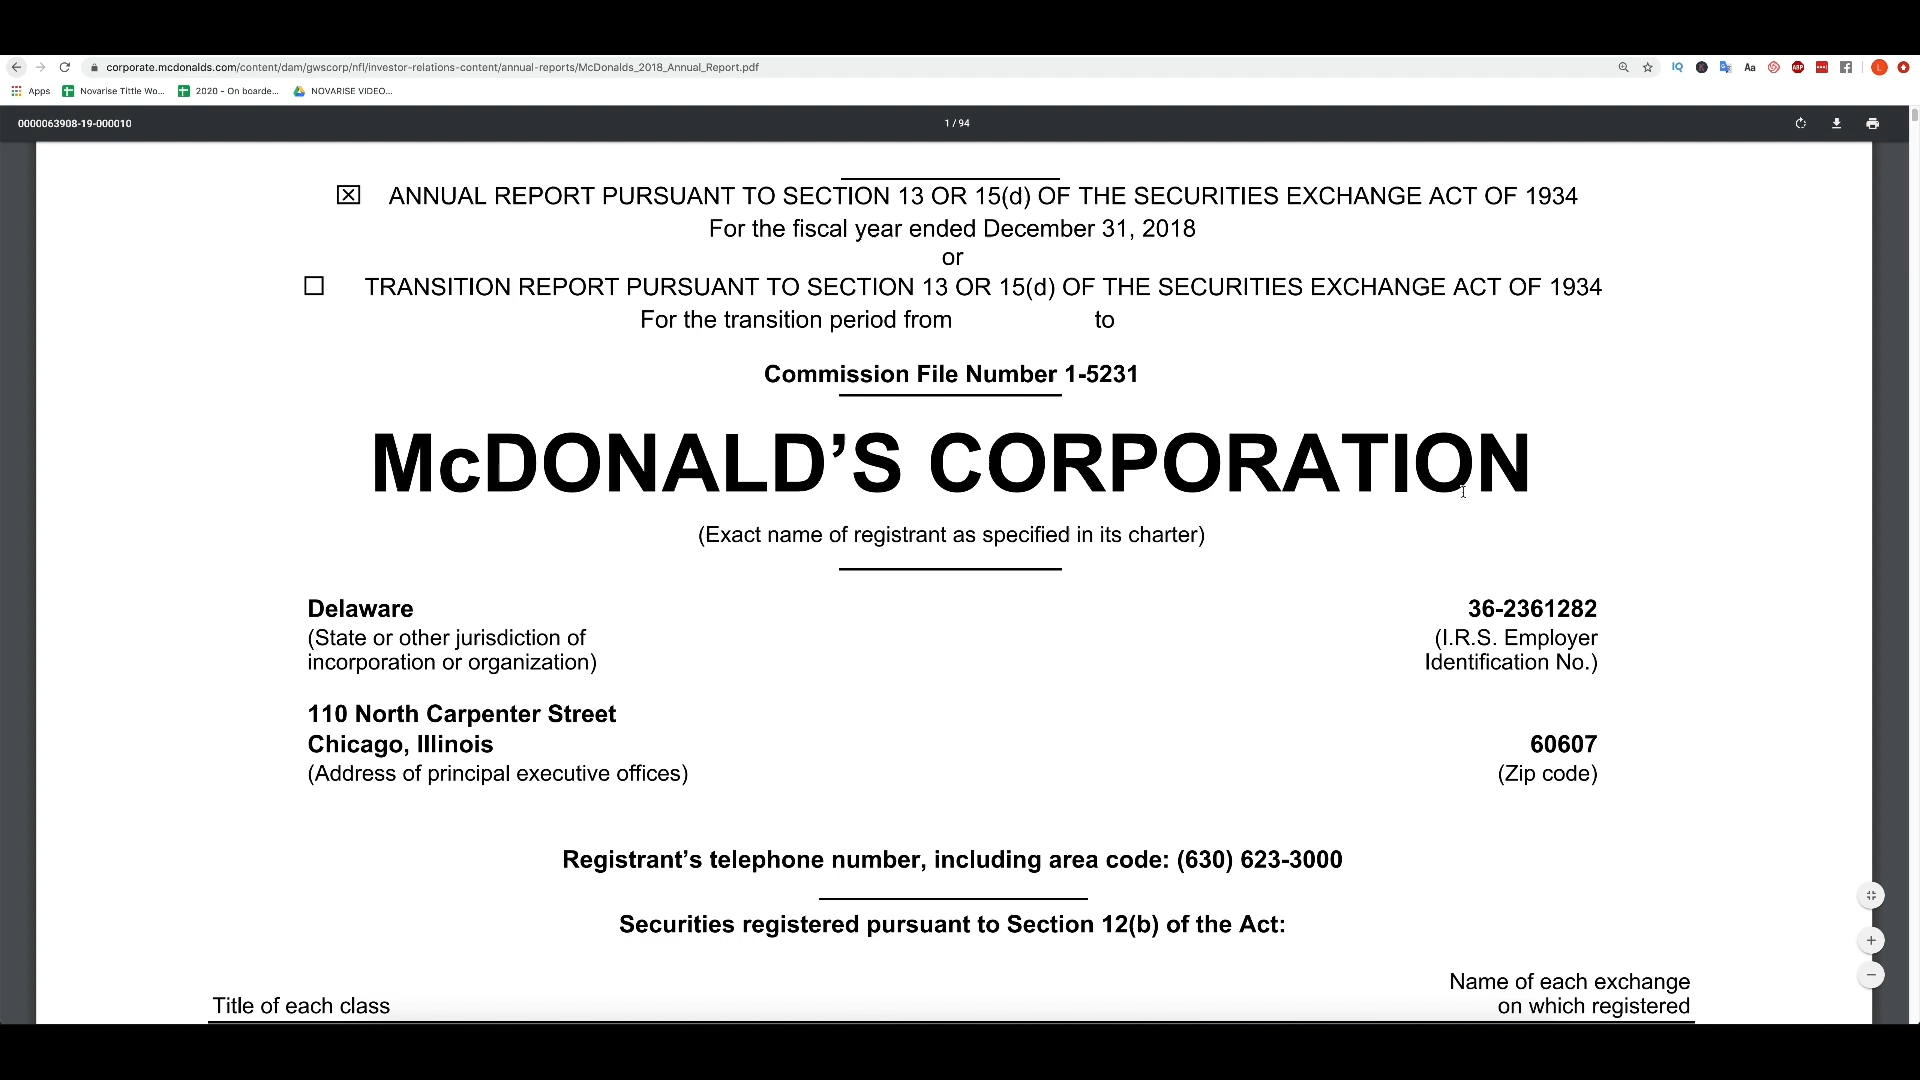 corporate.mcdonalds.com/content/dam/gwscorp/nfl/investor-relations-content/annual-reports/McDonalds_2018_Annual_Report.pdf
IQ Aa ABP L
Apps Novarise Tittle Wo... 2020 - On boarde... NOVARISE VIDEO...
0000063908-19-000010 1 / 94
☒ ANNUAL REPORT PURSUANT TO SECTION 13 OR 15(d) OF THE SECURITIES EXCHANGE ACT OF 1934
For the fiscal year ended December 31, 2018
or
☐ TRANSITION REPORT PURSUANT TO SECTION 13 OR 15(d) OF THE SECURITIES EXCHANGE ACT OF 1934
For the transition period from to
Commission File Number 1-5231
McDONALD’S CORPORATION
(Exact name of registrant as specified in its charter)
Delaware 36-2361282
(State or other jurisdiction of (I.R.S. Employer
incorporation or organization) Identification No.)
110 North Carpenter Street
Chicago, Illinois 60607
(Address of principal executive offices) (Zip code)
Registrant’s telephone number, including area code: (630) 623-3000
Securities registered pursuant to Section 12(b) of the Act:
Name of each exchange
Title of each class on which registered